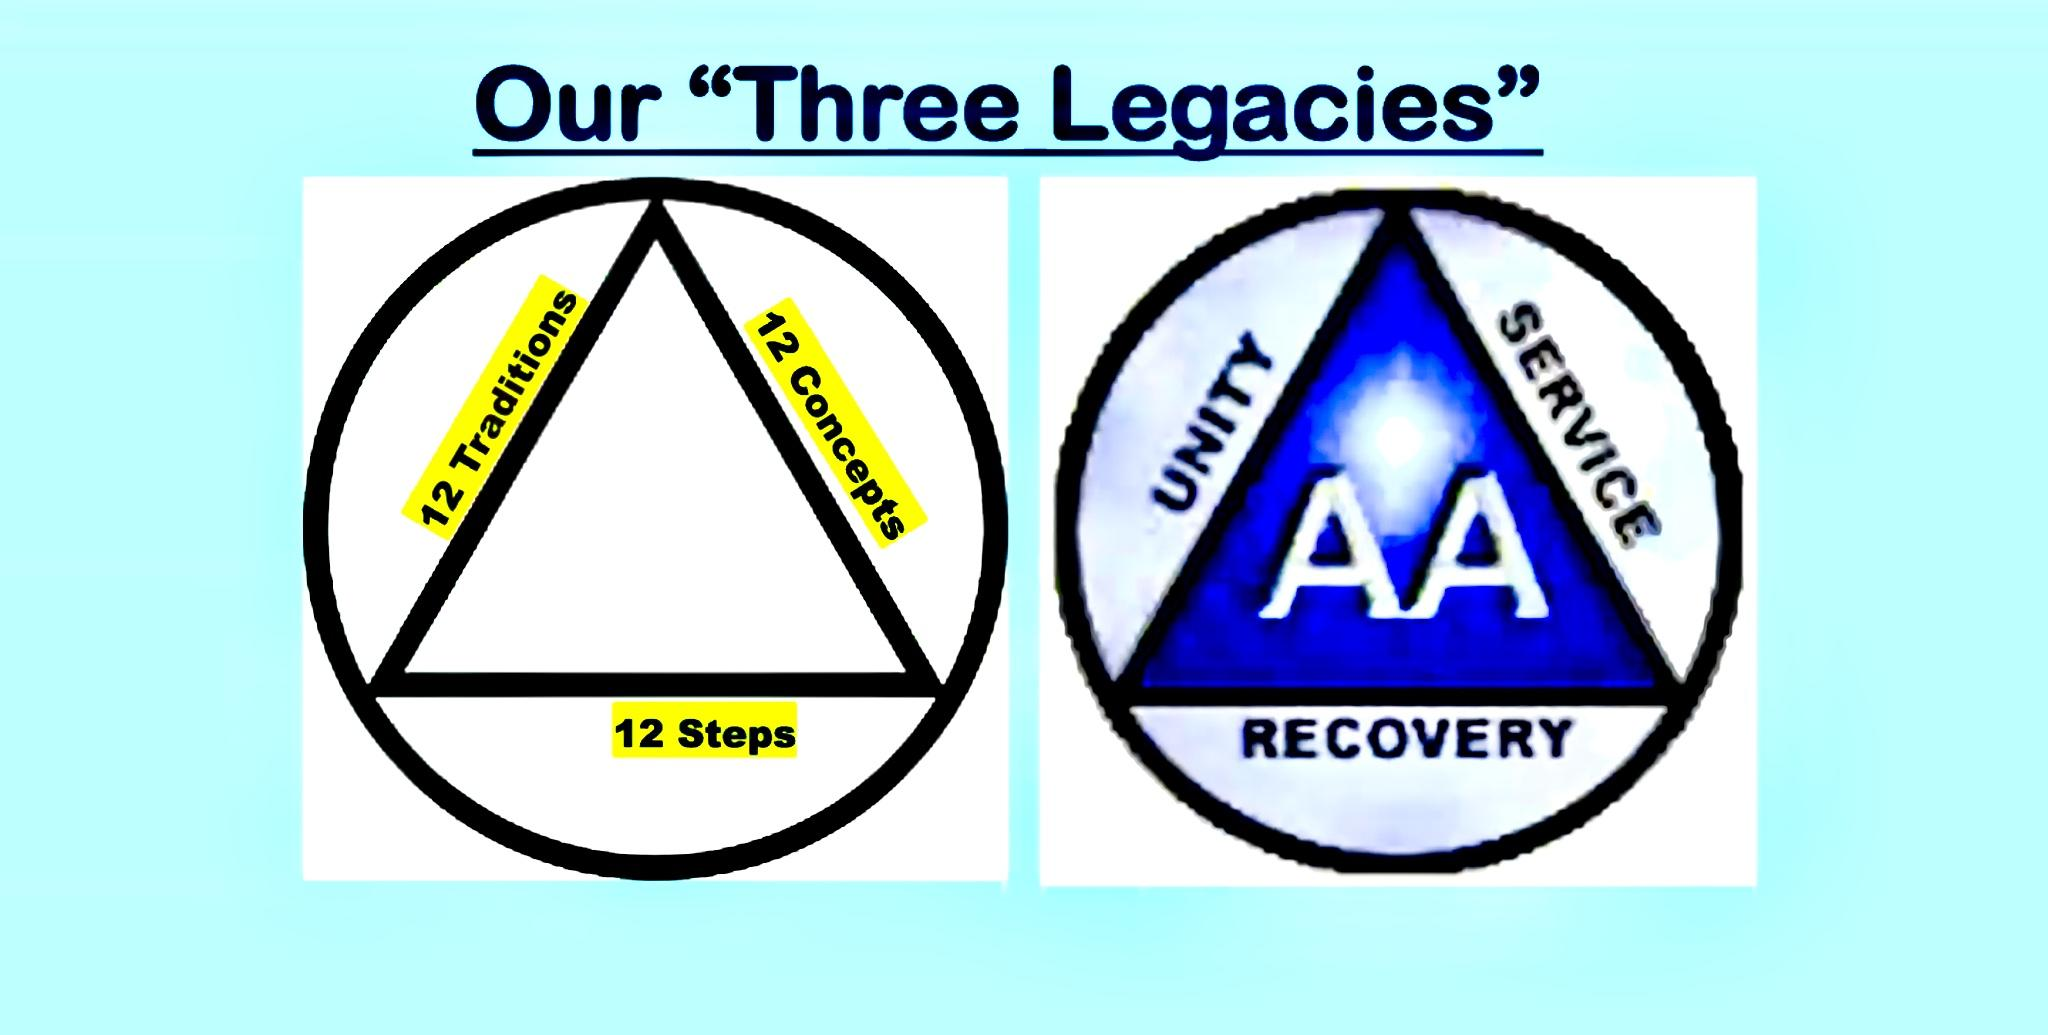 Our “Three Legacies”
12 Traditions
12 Concepts
12 Steps
UNITY
SERVICE
AA
RECOVERY